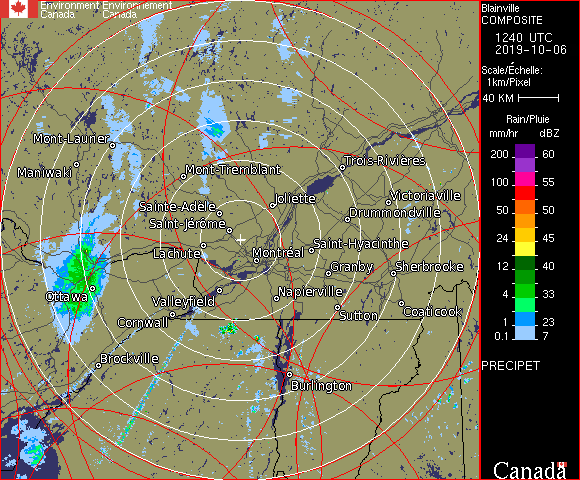 Environment Environnement
Canada Canada
Blainville
COMPOSITE
1240 UTC
2019-10-06
Scale/Échelle:
1km/Pixel
40 KM
Rain/Pluie
mm/hr dBZ
200 60
100 55
50 50
24 45
12 40
4 33
1 23
0.1 7
PRECIPET
Canada
Mont-Laurier
Maniwaki
Mont-Tremblant
Trois-Rivières
Sainte-Adèle
Joliette
Victoriaville
Saint-Jérôme
Drummondville
Lachute
Montréal
Saint-Hyacinthe
Granby
Sherbrooke
Ottawa
Valleyfield
Napierville
Cornwall
Sutton
Coaticook
Brockville
Burlington